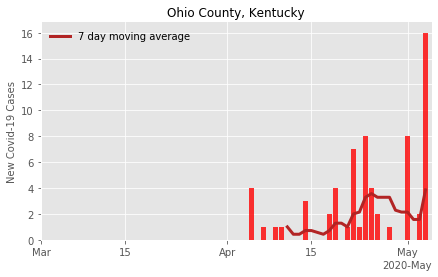 Ohio County, Kentucky
7 day moving average
New Covid-19 Cases
16
14
12
10
8
6
4
2
0
Mar 15 Apr 15 May
2020-May